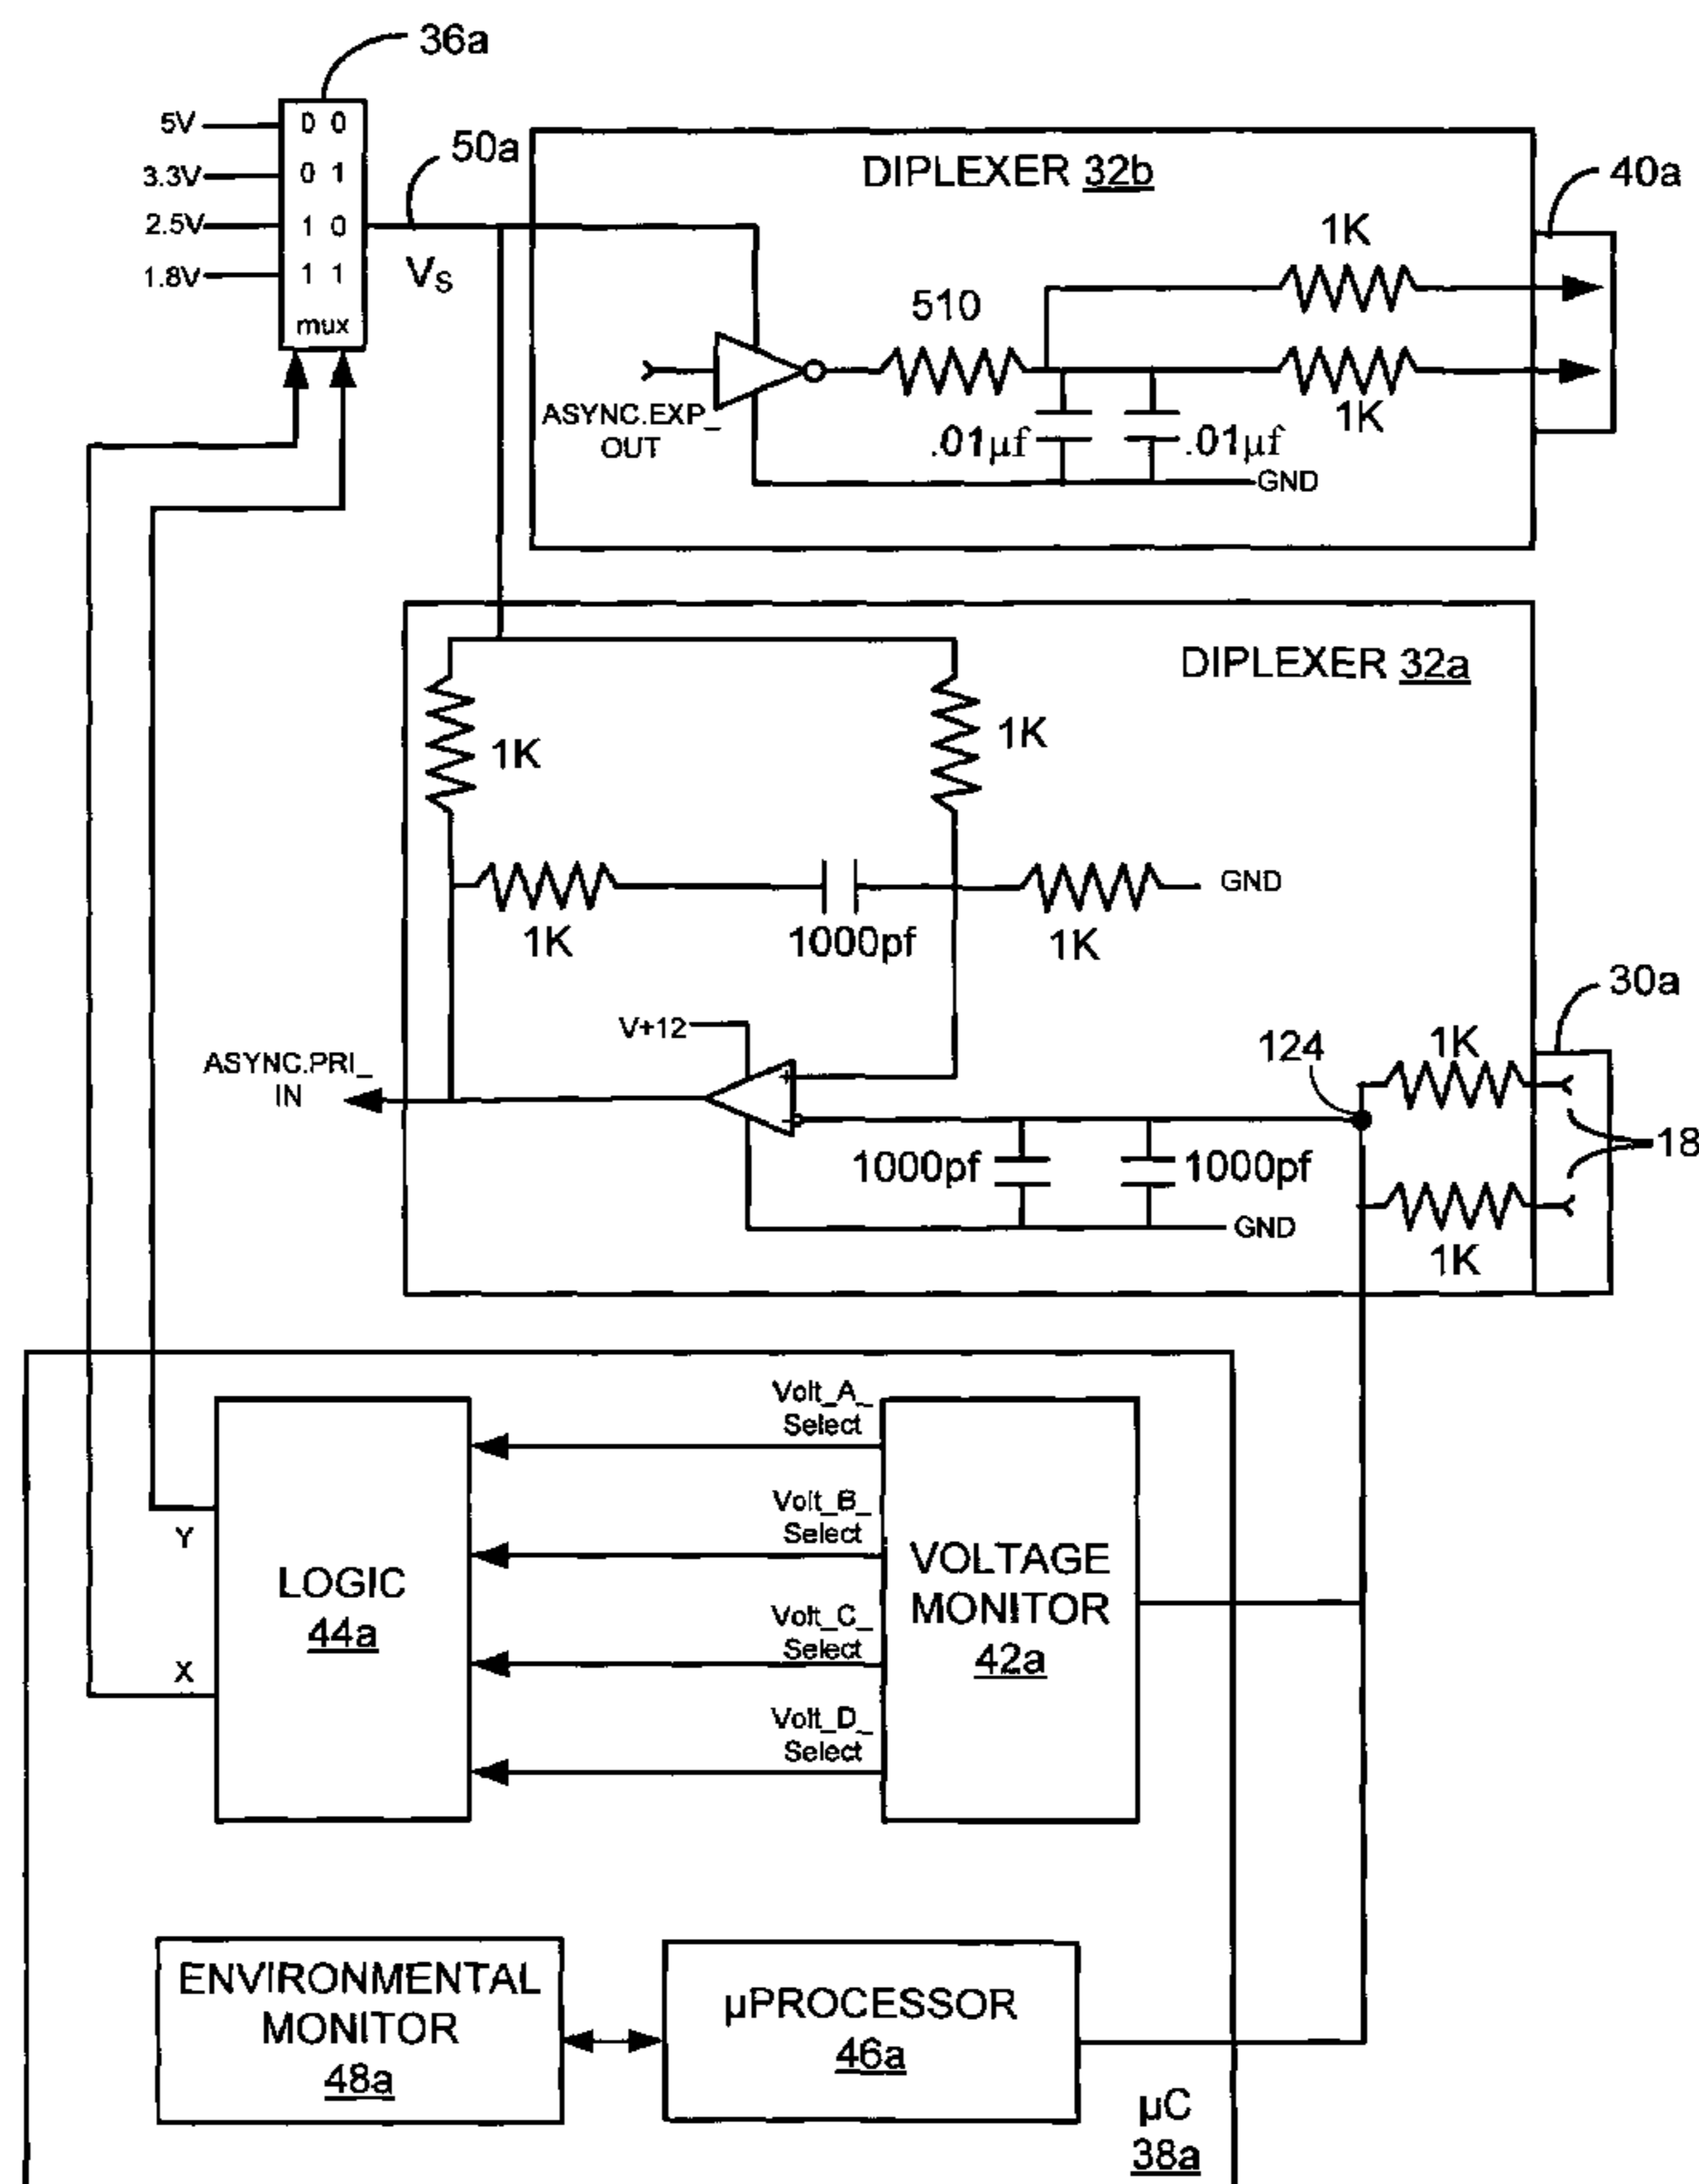 36a
5V
0 0
3.3V
0 1
2.5V
1 0
1.8V
1 1
mux
50a
VS
DIPLEXER 32b
40a
1K
510
1K
ASYNC.EXP_
OUT
.01µf
.01µf
GND
DIPLEXER 32a
1K
1K
GND
1K
1000pf
1K
30a
V+12
124
1K
ASYNC.PRI_
IN
+
-
18
1000pf
1000pf
GND
1K
Volt_A_
Select
Volt_B_
Select
Y
LOGIC
44a
VOLTAGE
MONITOR
42a
Volt_C_
Select
X
Volt_D_
Select
ENVIRONMENTAL
MONITOR
48a
µPROCESSOR
46a
µC
38a